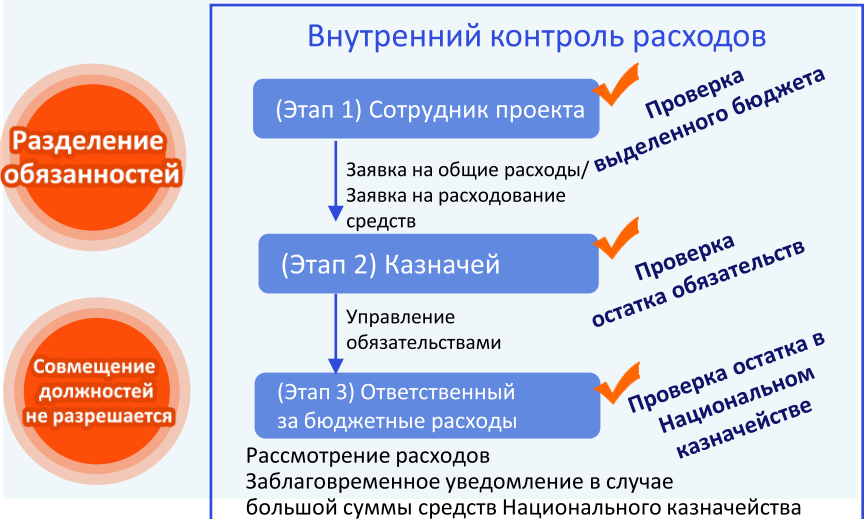 Внутренний контроль расходов
Разделение
обязанностей
Совмещение
должностей
не разрешается
(Этап 1) Сотрудник проекта
Проверка
выделенного бюджета
Заявка на общие расходы/
Заявка на расходование
средств
(Этап 2) Казначей
Проверка
остатка обязательств
Управление
обязательствами
(Этап 3) Ответственный
за бюджетные расходы
Проверка остатка в
Национальном
казначействе
Рассмотрение расходов
Заблаговременное уведомление в случае
большой суммы средств Национального казначейства